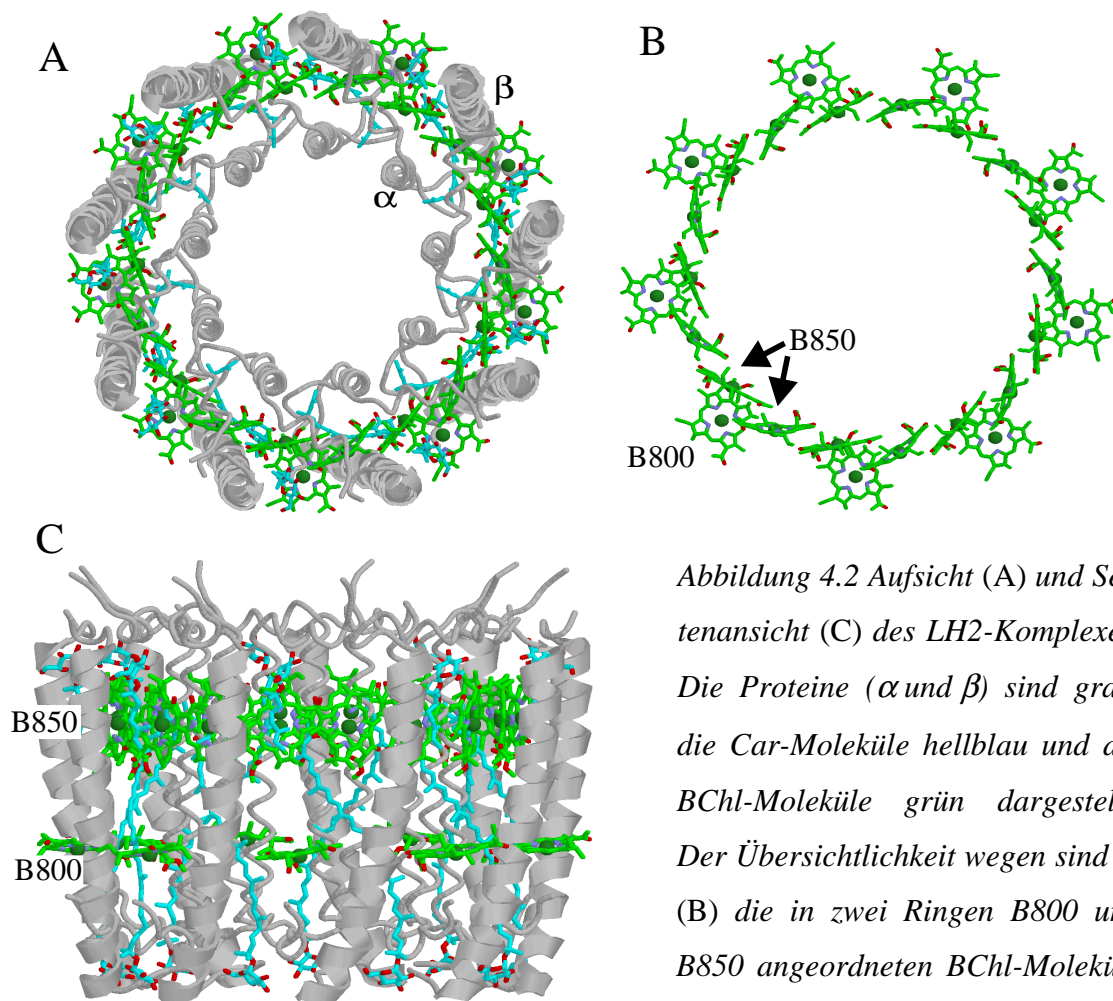 A
β
α
B
B850
B800
C
B850
B800
Abbildung 4.2 Aufsicht (A) und Se
tenansicht (C) des LH2-Komplexe
Die Proteine (α und β) sind gra
die Car-Moleküle hellblau und d
BChl-Moleküle grün dargestel
Der Übersichtlichkeit wegen sind
(B) die in zwei Ringen B800 u
B850 angeordneten BChl-Molekü